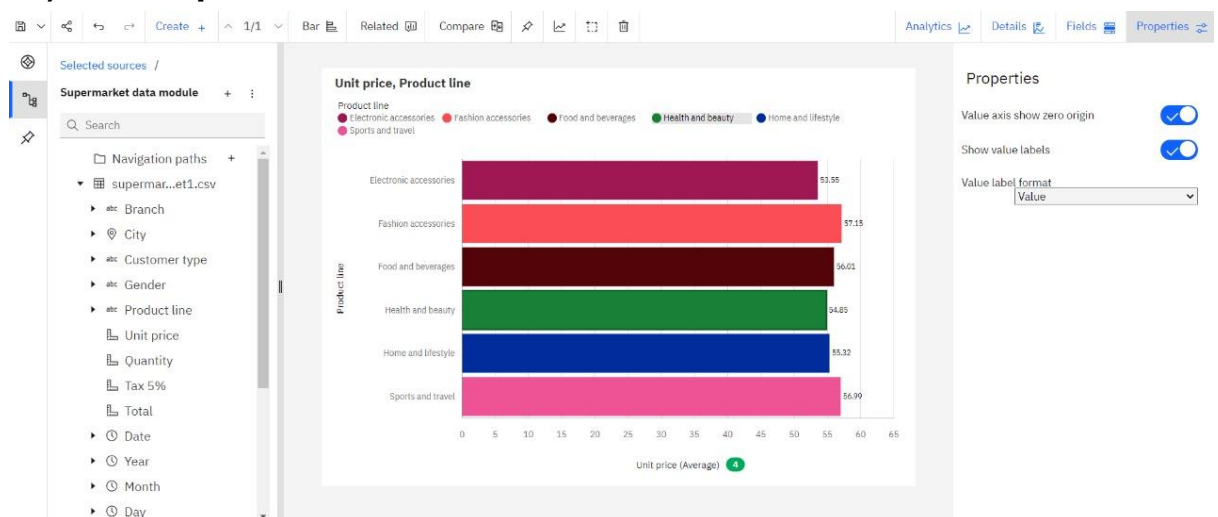 Create + 1/1 Bar Related Compare Analytics Details Fields Properties
Selected sources /
Supermarket data module + :
Search
Navigation paths +
supermar...et1.csv
abc Branch
City
abc Customer type
abc Gender
abc Product line
Unit price
Quantity
Tax 5%
Total
Date
Year
Month
Day
Unit price, Product line
Product line
Electronic accessories Fashion accessories Food and beverages Health and beauty Home and lifestyle
Sports and travel
Product line
Electronic accessories 53.55
Fashion accessories 57.15
Food and beverages 56.01
Health and beauty 54.85
Home and lifestyle 55.32
Sports and travel 56.99
0 5 10 15 20 25 30 35 40 45 50 55 60 65
Unit price (Average) 4
Properties
Value axis show zero origin
Show value labels
Value label format
Value